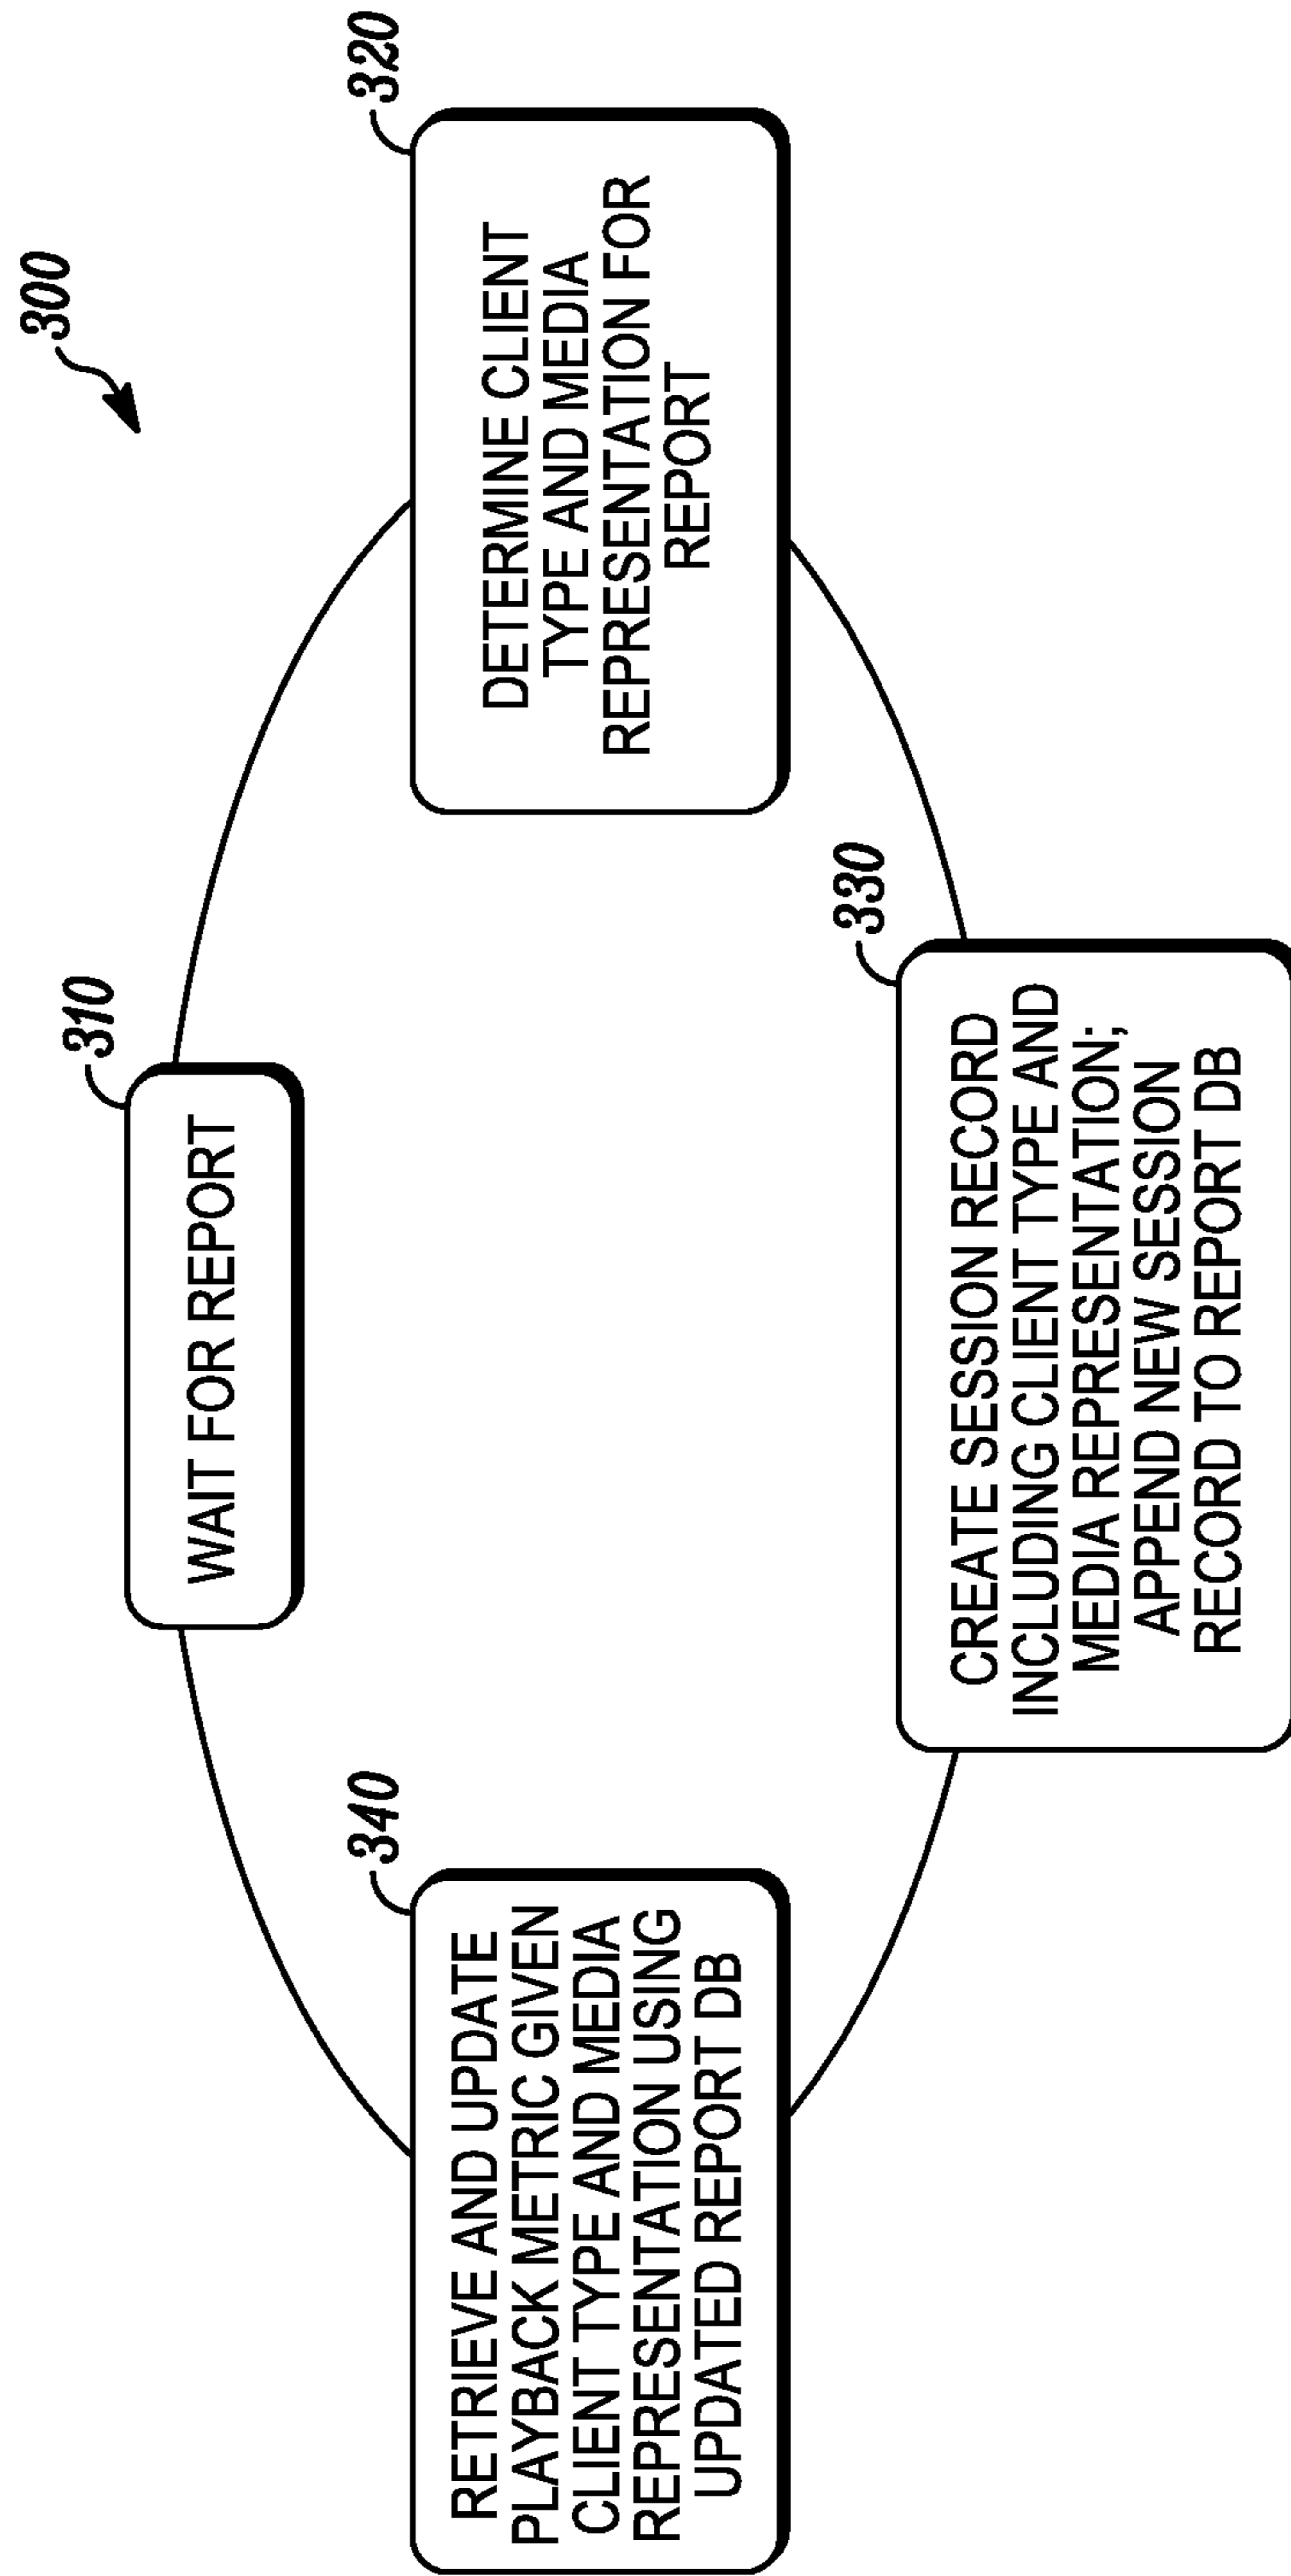 300
310
WAIT FOR REPORT
320
DETERMINE CLIENT
TYPE AND MEDIA
REPRESENTATION FOR
REPORT
330
CREATE SESSION RECORD
INCLUDING CLIENT TYPE AND
MEDIA REPRESENTATION;
APPEND NEW SESSION
RECORD TO REPORT DB
340
RETRIEVE AND UPDATE
PLAYBACK METRIC GIVEN
CLIENT TYPE AND MEDIA
REPRESENTATION USING
UPDATED REPORT DB